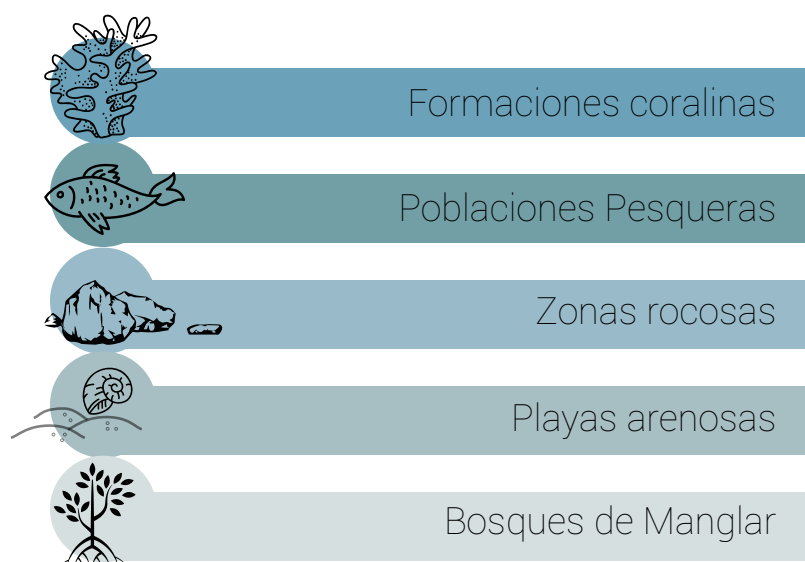 Formaciones coralinas
Poblaciones Pesqueras
Zonas rocosas
Playas arenosas
Bosques de Manglar